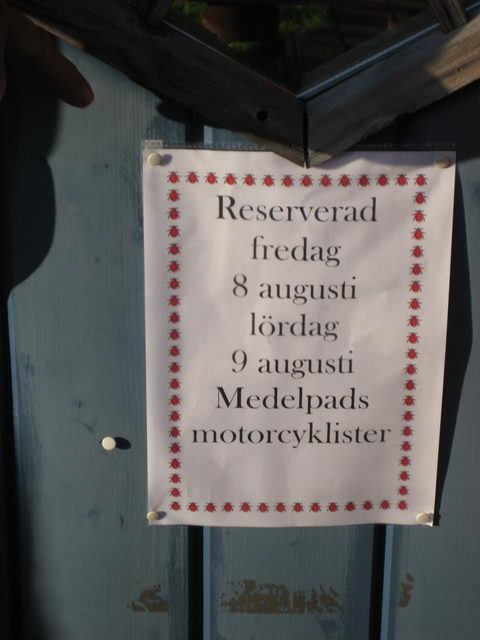 Reserverad
fredag
8 augusti
lördag
9 augusti
Medelpads
motorcyklister